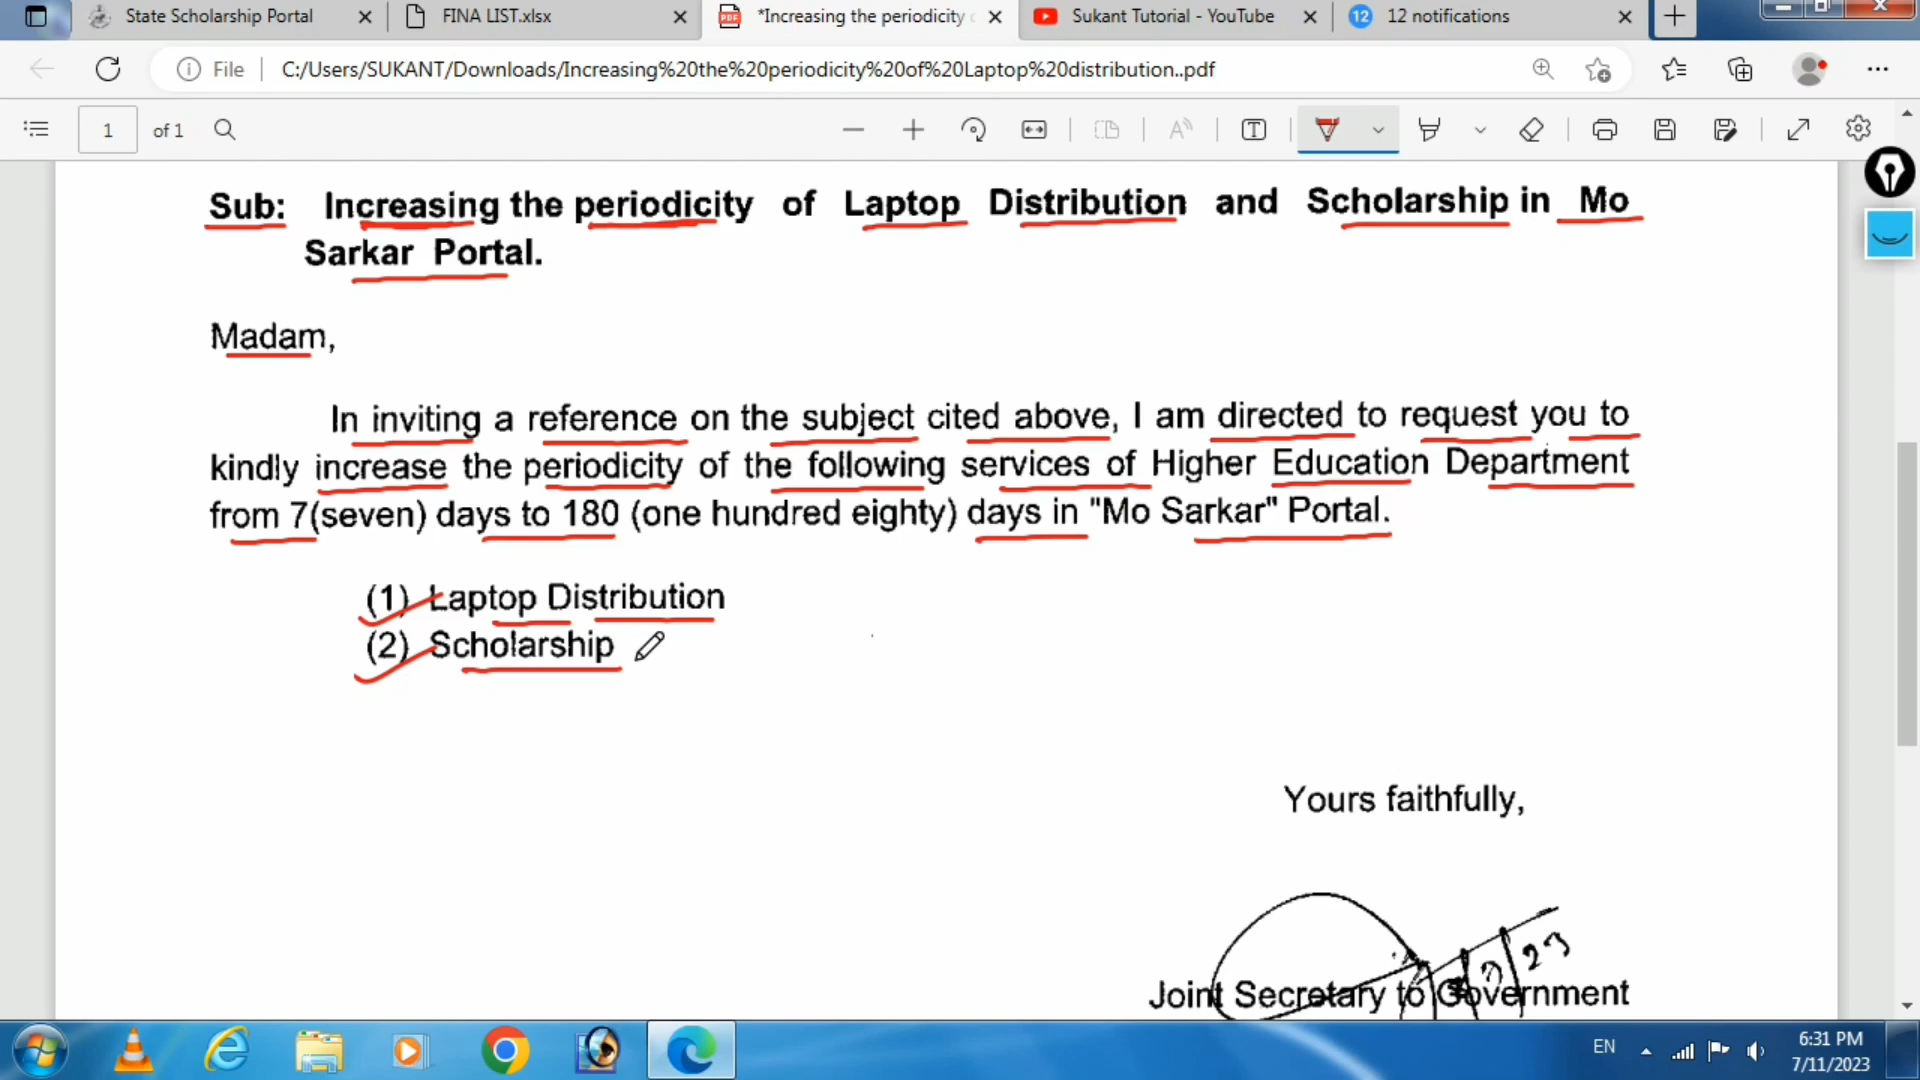 State Scholarship Portal
FINA LIST.xlsx
*Increasing the periodicity
Sukant Tutorial - YouTube
12
12 notifications
File
C:/Users/SUKANT/Downloads/Increasing%20the%20periodicity%20of%20Laptop%20distribution..pdf
1 of 1
Sub: Increasing the periodicity of Laptop Distribution and Scholarship in Mo
Sarkar Portal.
Madam,
In inviting a reference on the subject cited above, I am directed to request you to
kindly increase the periodicity of the following services of Higher Education Department
from 7(seven) days to 180 (one hundred eighty) days in "Mo Sarkar" Portal.
(1) Laptop Distribution
(2) Scholarship
Yours faithfully,
23
Joint Secretary to Government
EN
6:31 PM
7/11/2023